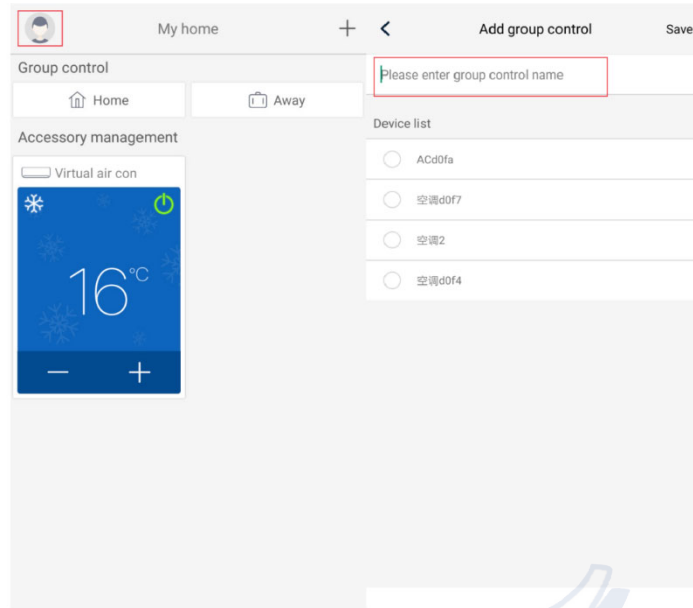 My home
Group control
Home
Away
Accessory management
Virtual air con
16°C
Add group control
Save
Please enter group control name
Device list
ACd0fa
空调d0f7
空调2
空调d0f4